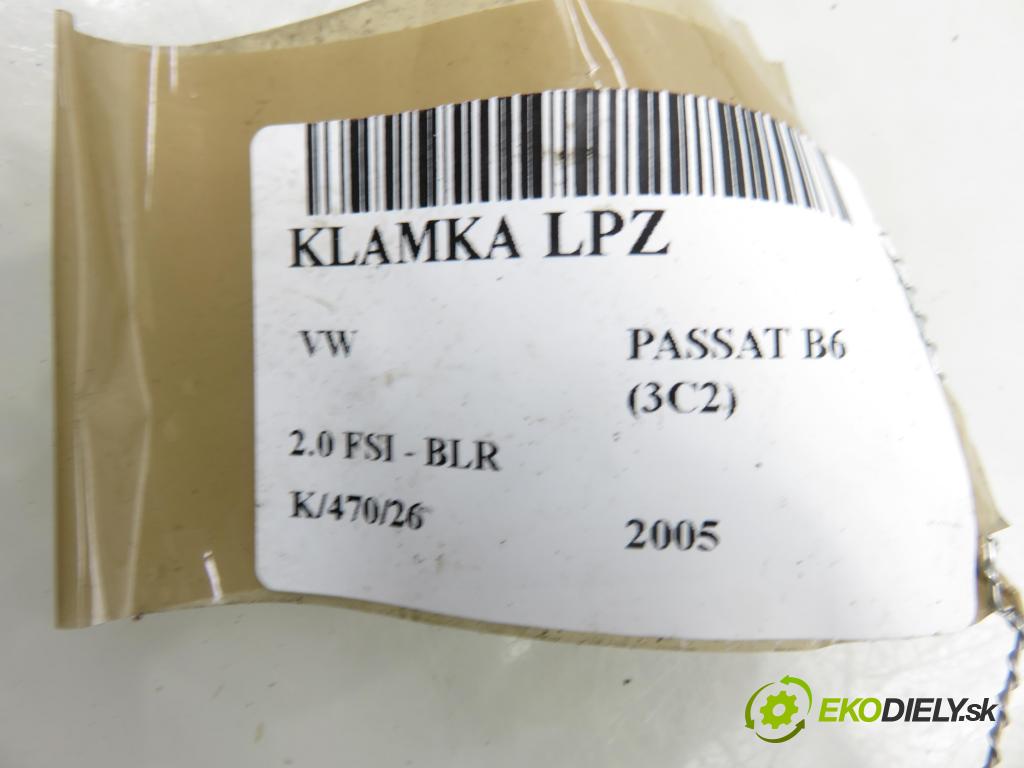 KLAMKA LPZ
VW PASSAT B6
(3C2)
2.0 FSI - BLR
K/470/26 2005
EKODIELY.sk